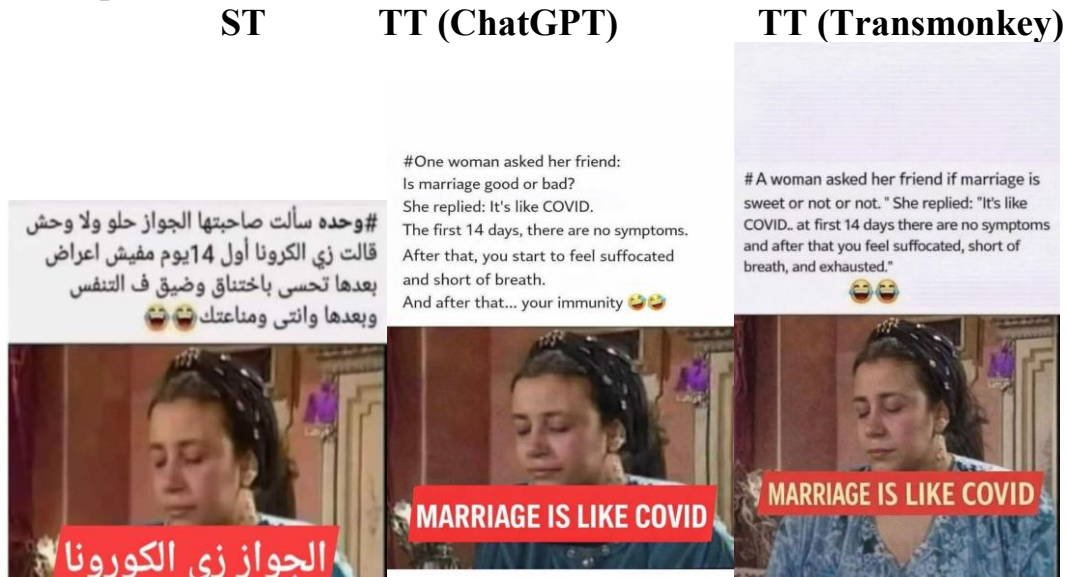 ST TT (ChatGPT) TT (Transmonkey)
#وحده سألت صاحبتها الجواز حلو ولا وحش
قالت زي الكرونا أول 14يوم مفيش اعراض
بعدها تحسى باختناق وضيق ف التنفس
وبعدها وانتى ومناعتك😂😂
الجواز زي الكورونا
#One woman asked her friend:
Is marriage good or bad?
She replied: It's like COVID.
The first 14 days, there are no symptoms.
After that, you start to feel suffocated
and short of breath.
And after that... your immunity 🤣🤣
MARRIAGE IS LIKE COVID
# A woman asked her friend if marriage is
sweet or not or not. " She replied: "It's like
COVID.. at first 14 days there are no symptoms
and after that you feel suffocated, short of
breath, and exhausted."
😂😂
MARRIAGE IS LIKE COVID